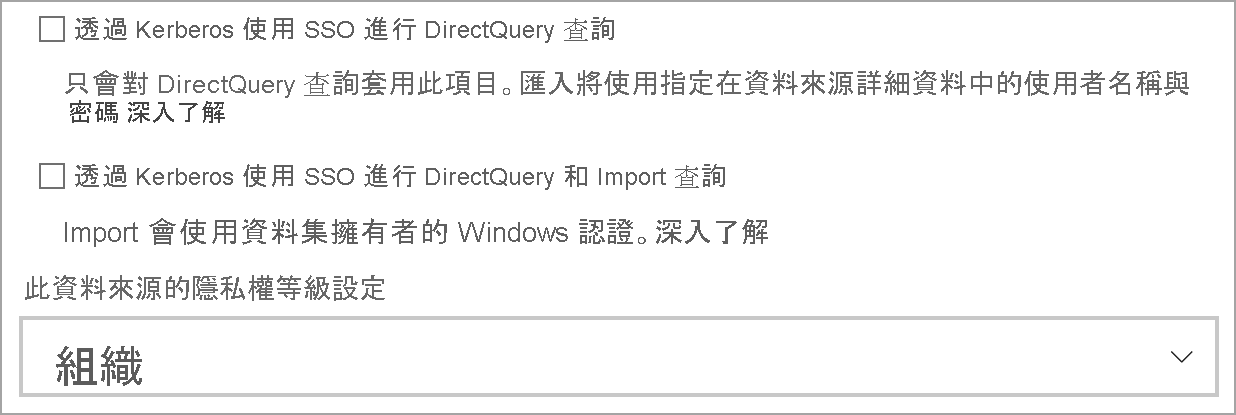 透過 Kerberos 使用 SSO 進行 DirectQuery 查詢
只會對 DirectQuery 查詢套用此項目。匯入將使用指定在資料來源詳細資料中的使用者名稱與
密碼 深入了解
透過 Kerberos 使用 SSO 進行 DirectQuery 和 Import 查詢
Import 會使用資料集擁有者的 Windows 認證。深入了解
此資料來源的隱私權等級設定
組織